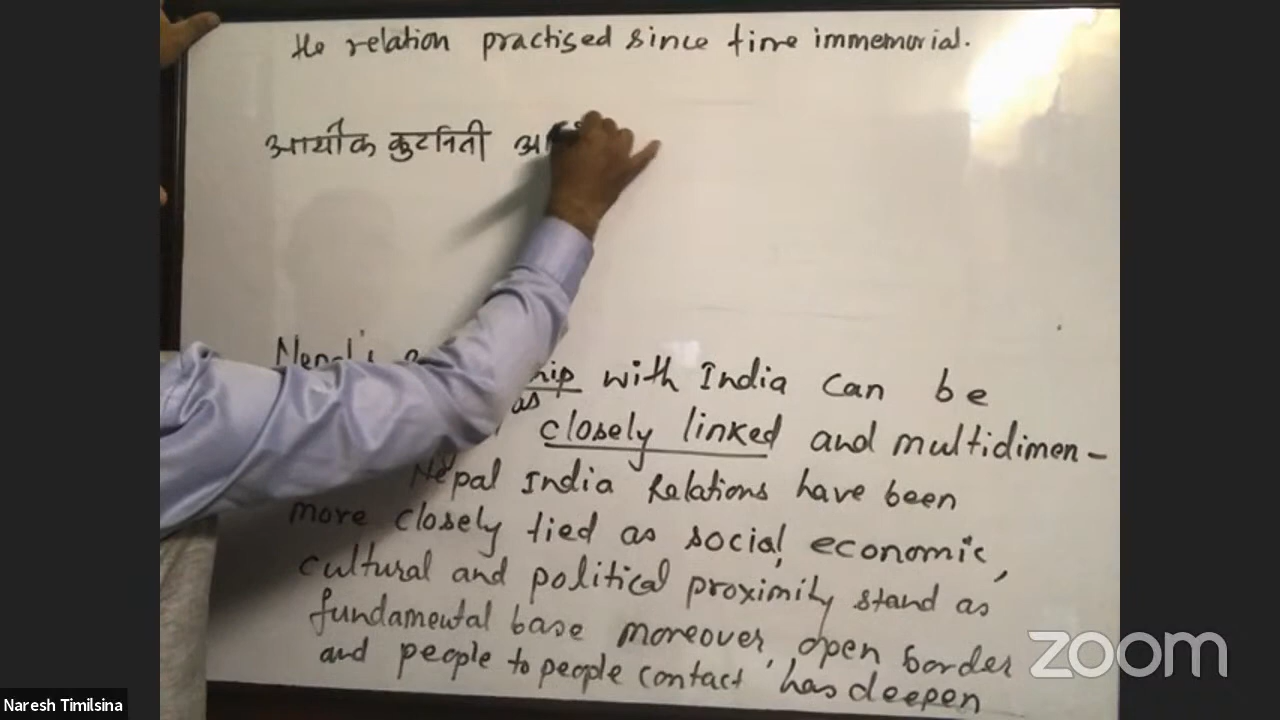 the relation practised since time immemorial.
आर्थीक कुटनिती
Nepal's with India can be
as closely linked and multidimen-
Nepal India Relations have been
more closely tied as social, economic,
cultural and political proximity stand as
fundamental base moreover, open border
and people to people contact has deepen
zoom
Naresh Timilsina